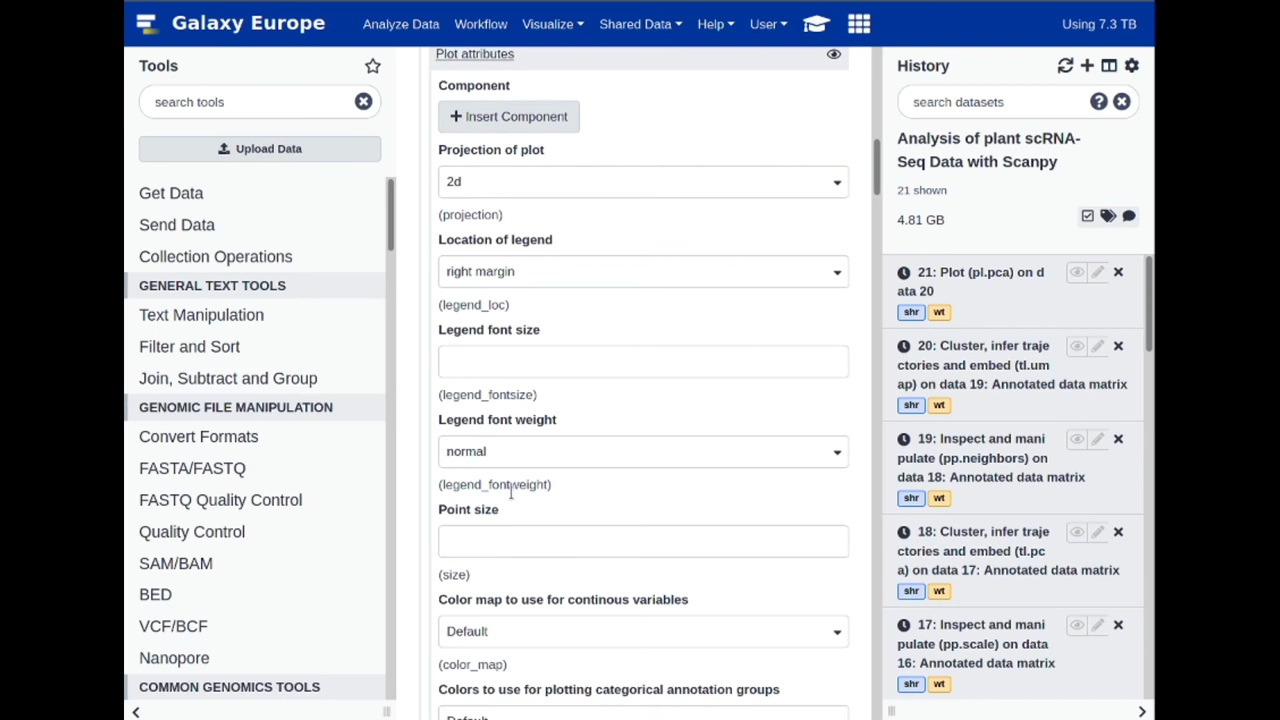 Galaxy Europe
Analyze Data
Workflow
Visualize
Shared Data
Help
User
Using 7.3 TB
Tools
search tools
Upload Data
Get Data
Send Data
Collection Operations
GENERAL TEXT TOOLS
Text Manipulation
Filter and Sort
Join, Subtract and Group
GENOMIC FILE MANIPULATION
Convert Formats
FASTA/FASTQ
FASTQ Quality Control
Quality Control
SAM/BAM
BED
VCF/BCF
Nanopore
COMMON GENOMICS TOOLS
Plot attributes
Component
+ Insert Component
Projection of plot
2d
(projection)
Location of legend
right margin
(legend_loc)
Legend font size
(legend_fontsize)
Legend font weight
normal
(legend_fontweight)
Point size
(size)
Color map to use for continous variables
Default
(color_map)
Colors to use for plotting categorical annotation groups
Default
History
search datasets
Analysis of plant scRNA-
Seq Data with Scanpy
21 shown
4.81 GB
21: Plot (pl.pca) on d
ata 20
shr wt
20: Cluster, infer traje
ctories and embed (tl.um
ap) on data 19: Annotated data matrix
shr wt
19: Inspect and mani
pulate (pp.neighbors) on
data 18: Annotated data matrix
shr wt
18: Cluster, infer traje
ctories and embed (tl.pc
a) on data 17: Annotated data matrix
shr wt
17: Inspect and mani
pulate (pp.scale) on data
16: Annotated data matrix
shr wt